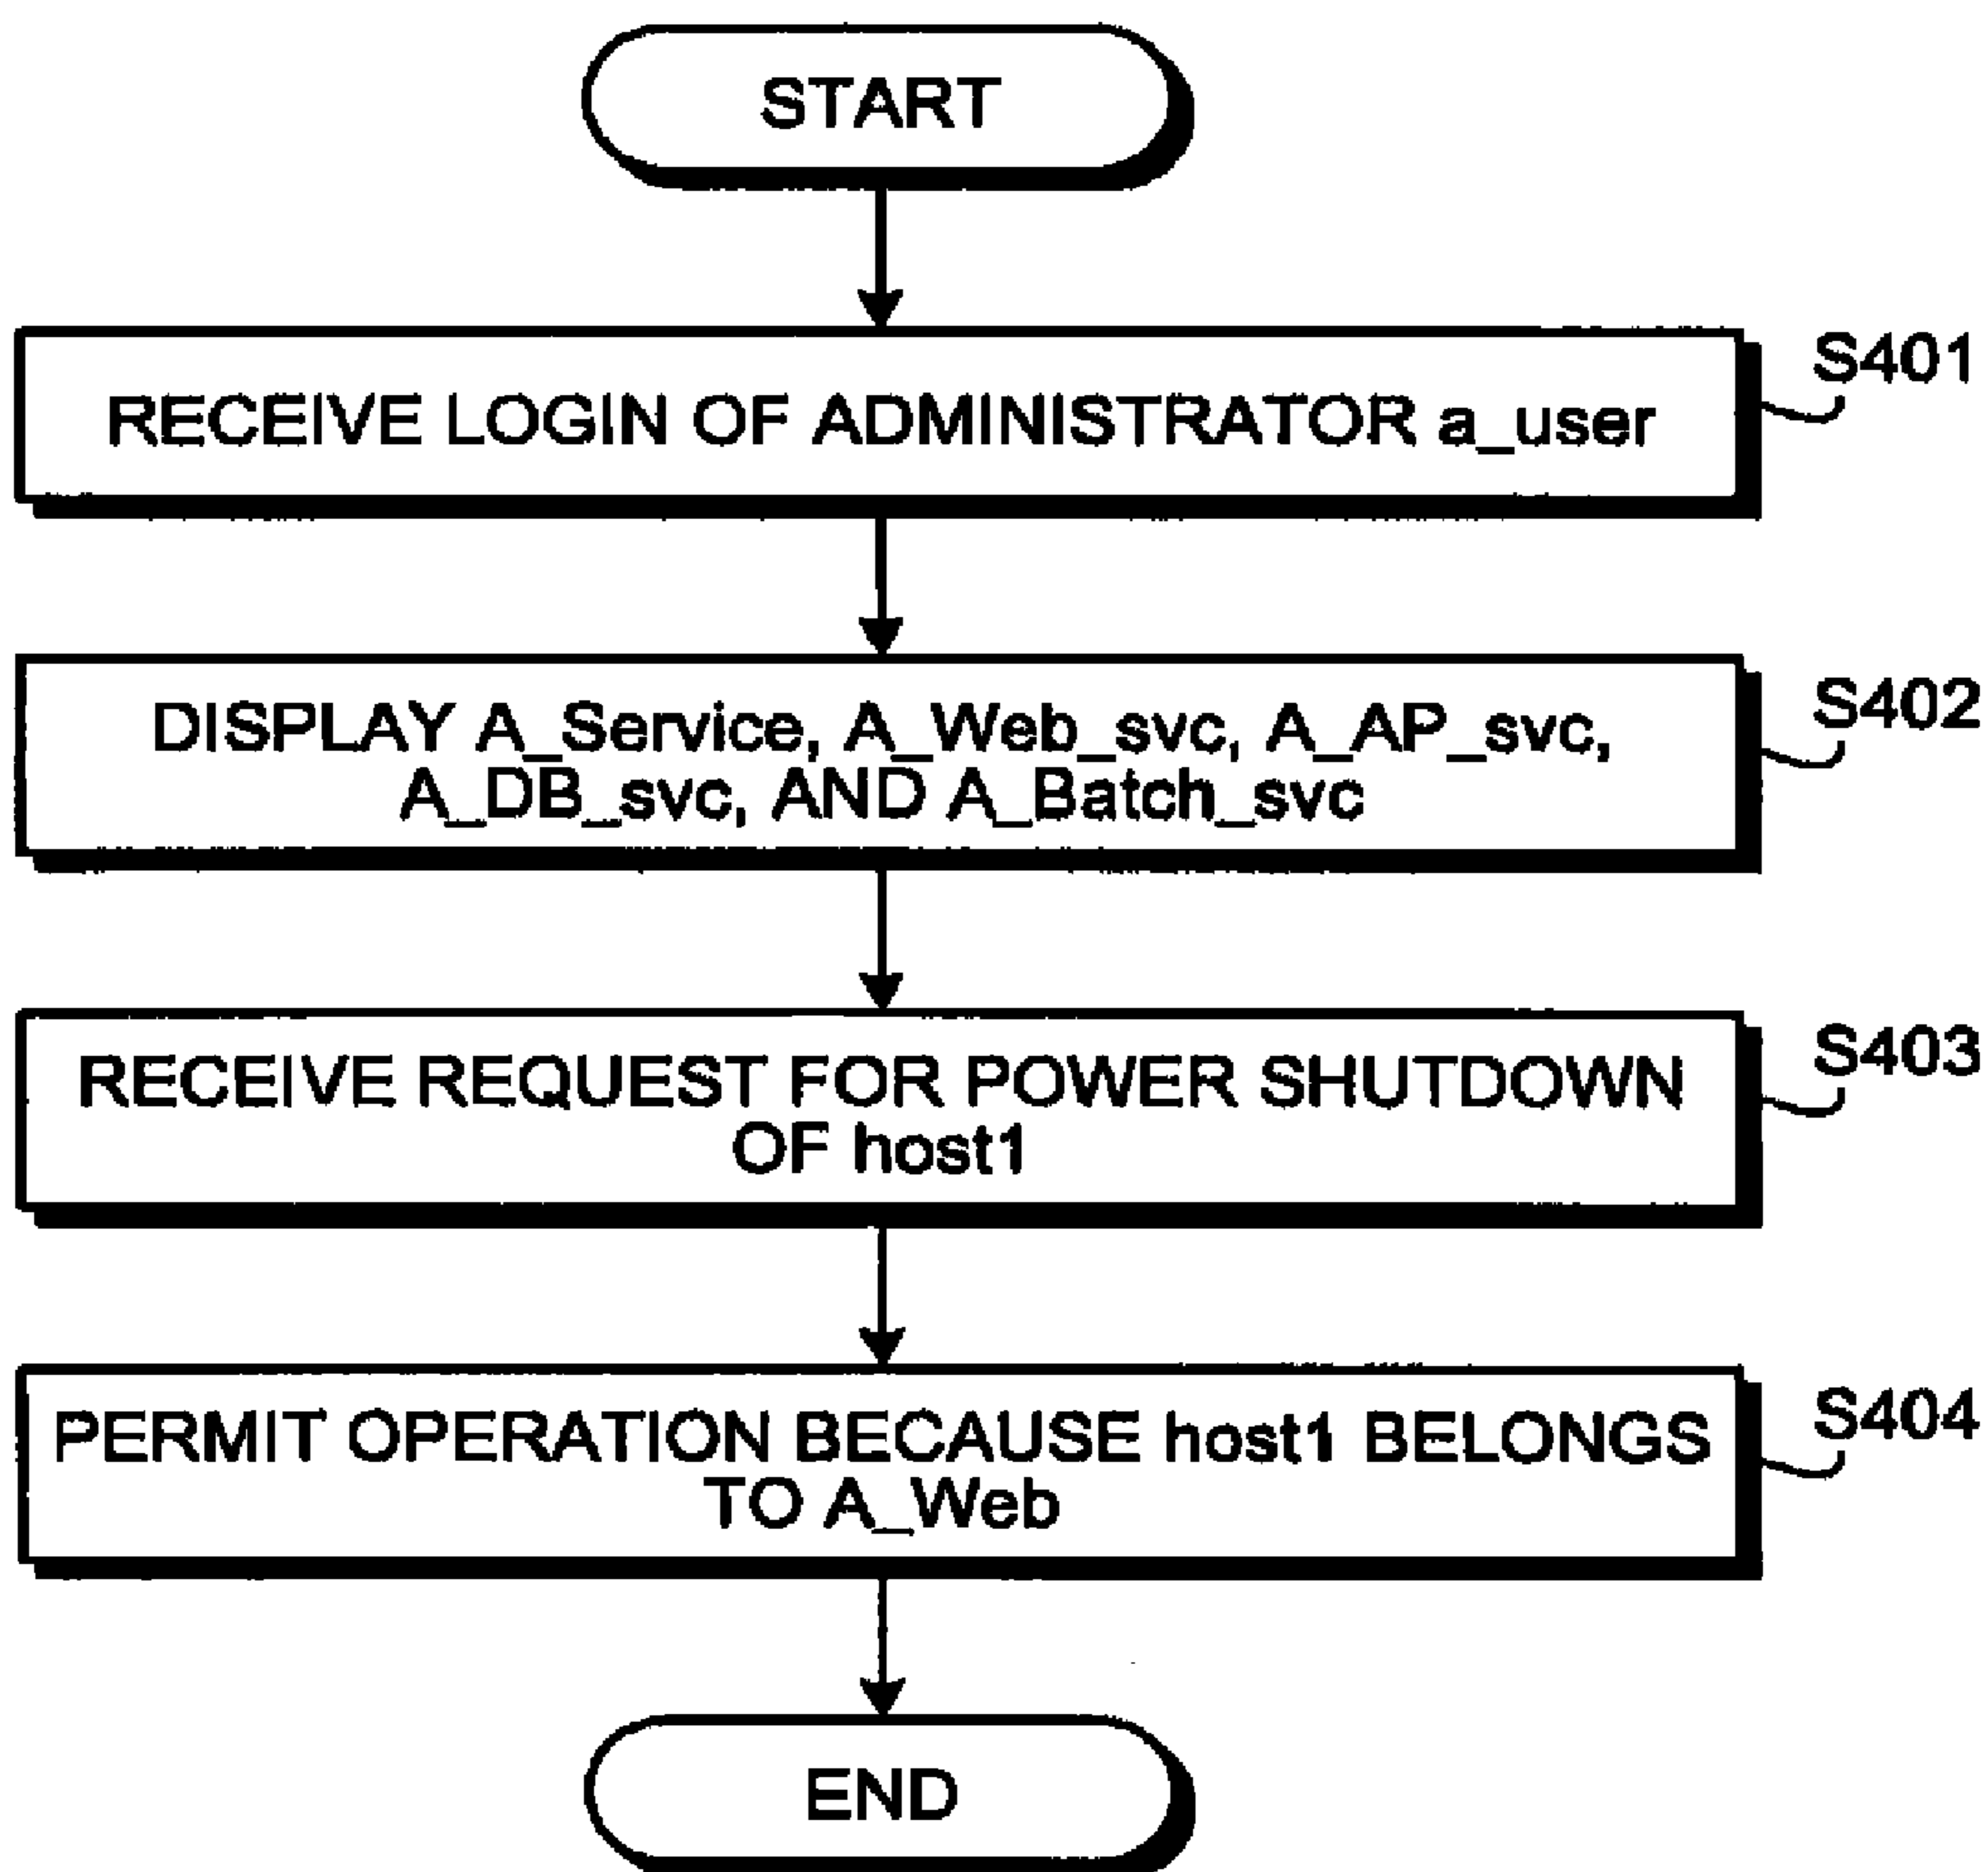 START
RECEIVE LOGIN OF ADMINISTRATOR a_user
S401
DISPLAY A_Service, A_Web_svc, A_AP_svc,
A_DB_svc, AND A_Batch_svc
S402
RECEIVE REQUEST FOR POWER SHUTDOWN
OF host1
S403
PERMIT OPERATION BECAUSE host1 BELONGS
TO A_Web
S404
END